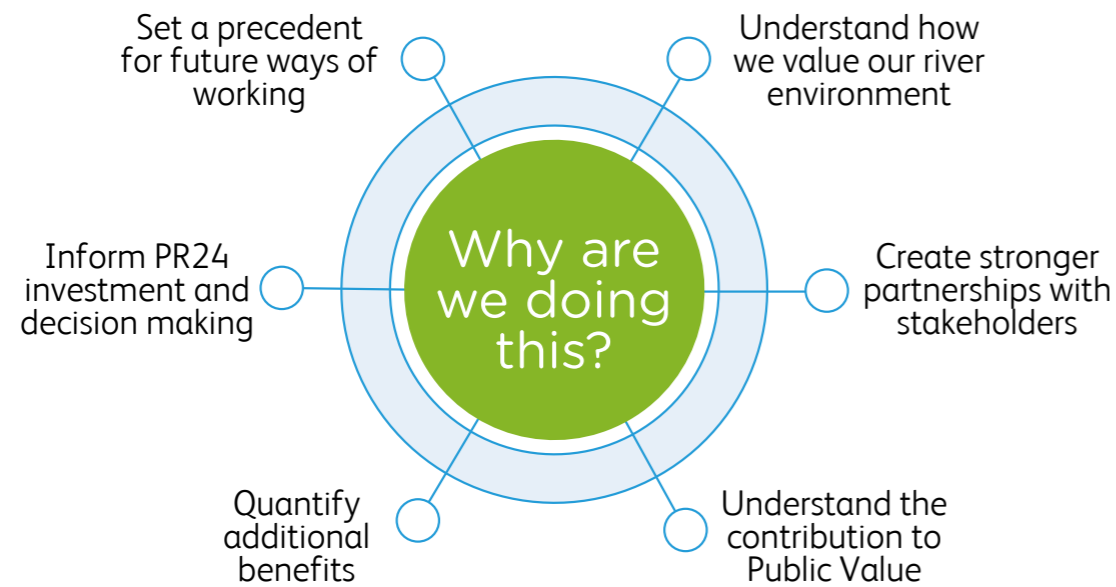 Set a precedent
for future ways of
working
Understand how
we value our river
environment
Inform PR24
investment and
decision making
Why are
we doing
this?
Create stronger
partnerships with
stakeholders
Quantify
additional
benefits
Understand the
contribution to
Public Value